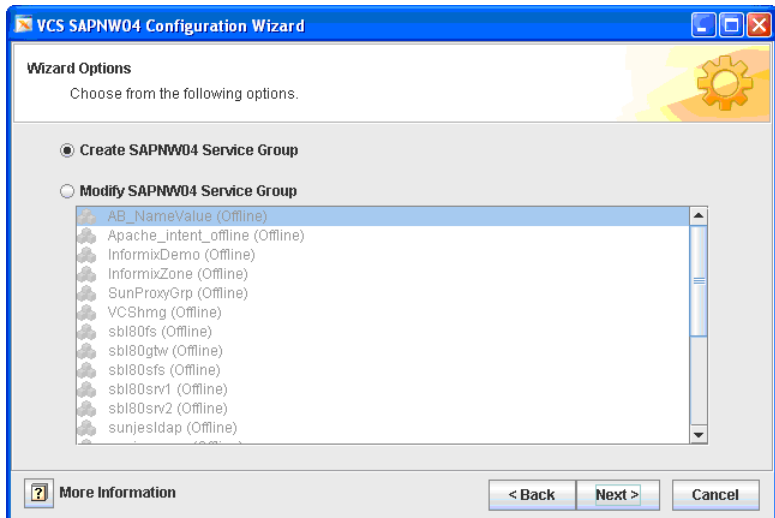 VCS SAPNW04 Configuration Wizard
Wizard Options
Choose from the following options.
Create SAPNW04 Service Group
Modify SAPNW04 Service Group
AB_NameValue (Offline)
Apache_intent_offline (Offline)
InformixDemo (Offline)
InformixZone (Offline)
SunProxyGrp (Offline)
VCShmg (Offline)
sbl80fs (Offline)
sbl80gtw (Offline)
sbl80sfs (Offline)
sbl80srv1 (Offline)
sbl80srv2 (Offline)
sunjesldap (Offline)
? More Information
< Back Next > Cancel